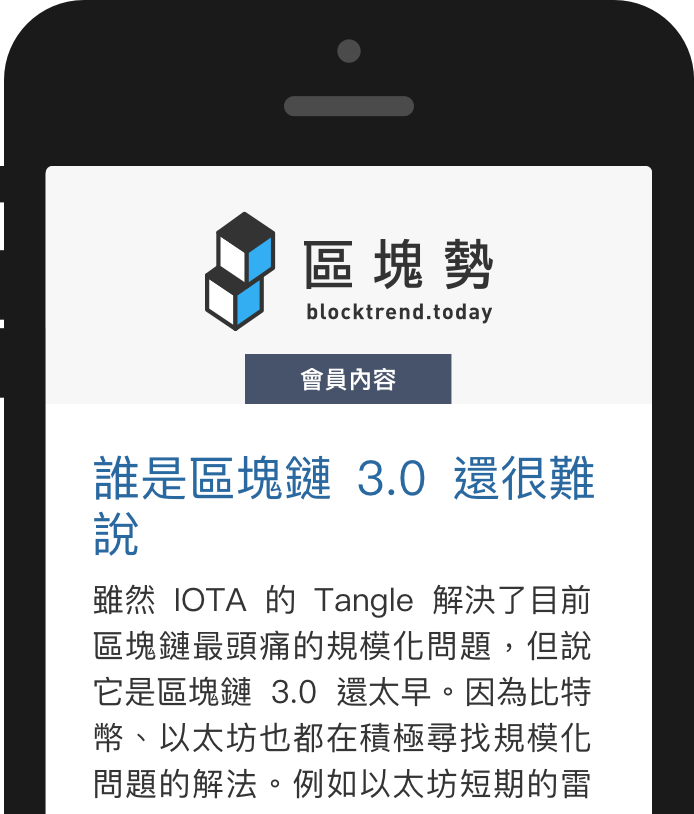 區塊勢
blocktrend.today
會員內容
誰是區塊鏈 3.0 還很難
說
雖然 IOTA 的 Tangle 解決了目前
區塊鏈最頭痛的規模化問題，但說
它是區塊鏈 3.0 還太早。因為比特
幣、以太坊也都在積極尋找規模化
問題的解法。例如以太坊短期的雷